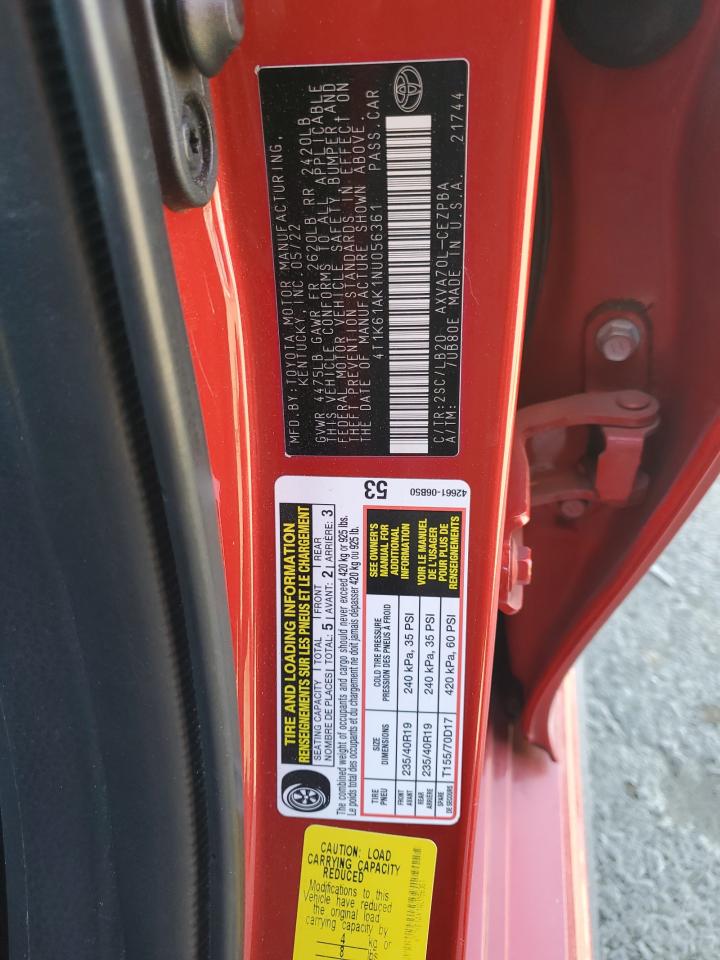 MFD.BY:TOYOTA MOTOR MANUFACTURING,
KENTUCKY, INC. 05/22
GVWR 4475LB GAWR FR 2620LB RR 2420LB
THIS VEHICLE CONFORMS TO ALL APPLICABLE
FEDERAL MOTOR VEHICLE SAFETY, BUMPER, AND
THEFT PREVENTION STANDARDS IN EFFECT ON
THE DATE OF MANUFACTURE SHOWN ABOVE.
4T1K61AK1NU056361 PASS.CAR
C/TR:2SC/LB20 AXVA70L-CEZPBA
A/TM: 7UB80E MADE IN U.S.A. 21744
TIRE AND LOADING INFORMATION
RENSEIGNEMENTS SUR LES PNEUS ET LE CHARGEMENT
SEATING CAPACITY | TOTAL | FRONT | REAR
NOMBRE DE PLACES | TOTAL: 5 | AVANT: 2 | ARRIÈRE: 3
The combined weight of occupants and cargo should never exceed 420 kg or 925 lbs.
Le poids total des occupants et du chargement ne doit jamais dépasser 420 kg ou 925 lb.
TIRE PNEU
SIZE DIMENSIONS
COLD TIRE PRESSURE
PRESSION DES PNEUS À FROID
FRONT AVANT 235/40R19 240 kPa, 35 PSI
REAR ARRIÈRE 235/40R19 240 kPa, 35 PSI
SPARE DE SECOURS T155/70D17 420 kPa, 60 PSI
SEE OWNER'S
MANUAL FOR
ADDITIONAL
INFORMATION
VOIR LE MANUEL
DE L'USAGER
POUR PLUS DE
RENSEIGNEMENTS
53
42661-06B50
CAUTION: LOAD
CARRYING CAPACITY
REDUCED
Modifications to this
Vehicle have reduced
the original load
carrying capacity by
kg or